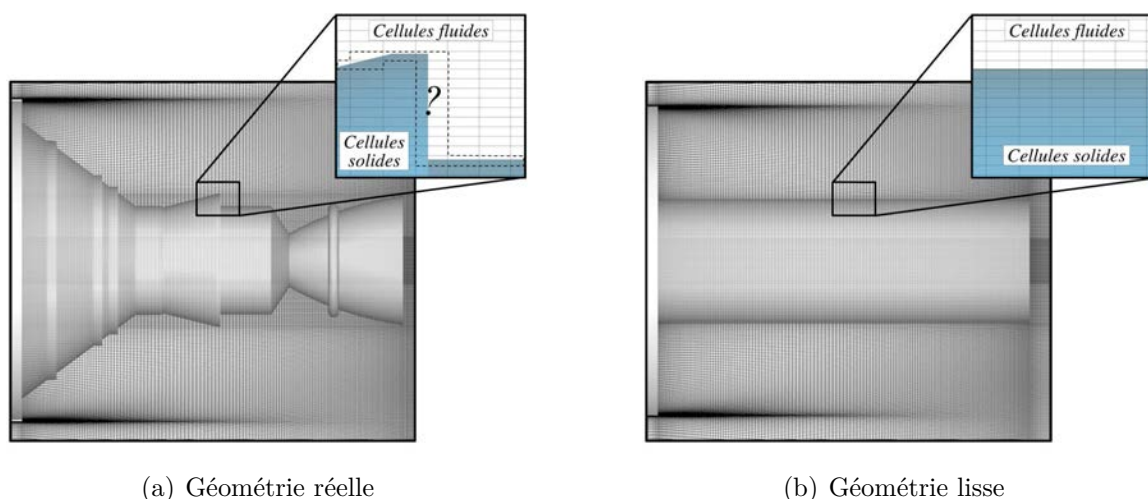 Cellules fluides
?
Cellules
solides
Cellules fluides
Cellules solides
(a) Géométrie réelle
(b) Géométrie lisse